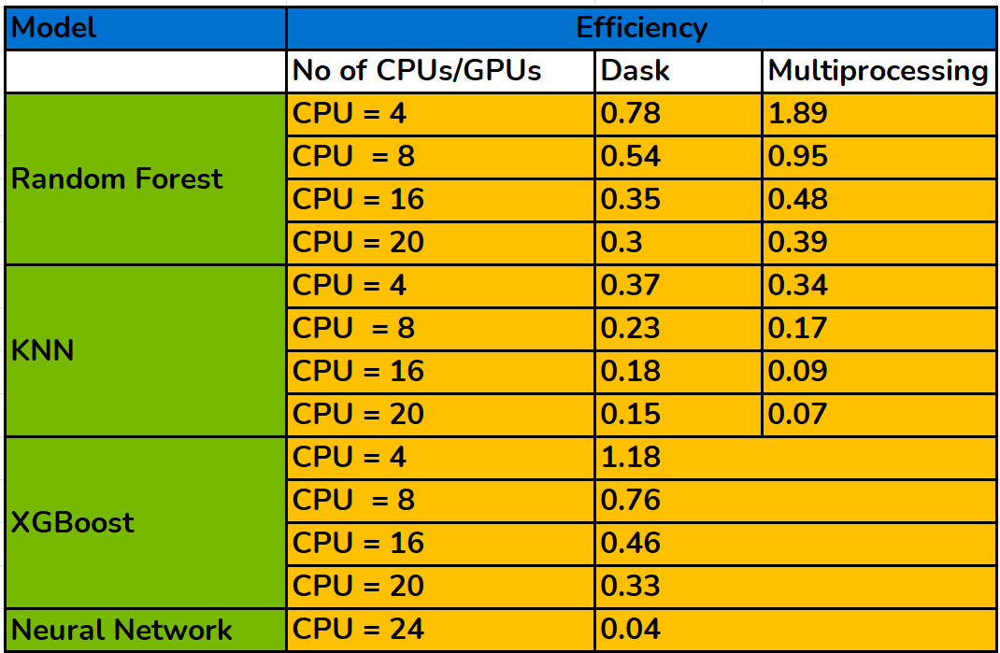 Model Efficiency
No of CPUs/GPUs Dask Multiprocessing
Random Forest
CPU = 4 0.78 1.89
CPU  = 8 0.54 0.95
CPU = 16 0.35 0.48
CPU = 20 0.3 0.39
KNN
CPU = 4 0.37 0.34
CPU  = 8 0.23 0.17
CPU = 16 0.18 0.09
CPU = 20 0.15 0.07
XGBoost
CPU = 4 1.18
CPU  = 8 0.76
CPU = 16 0.46
CPU = 20 0.33
Neural Network CPU = 24 0.04